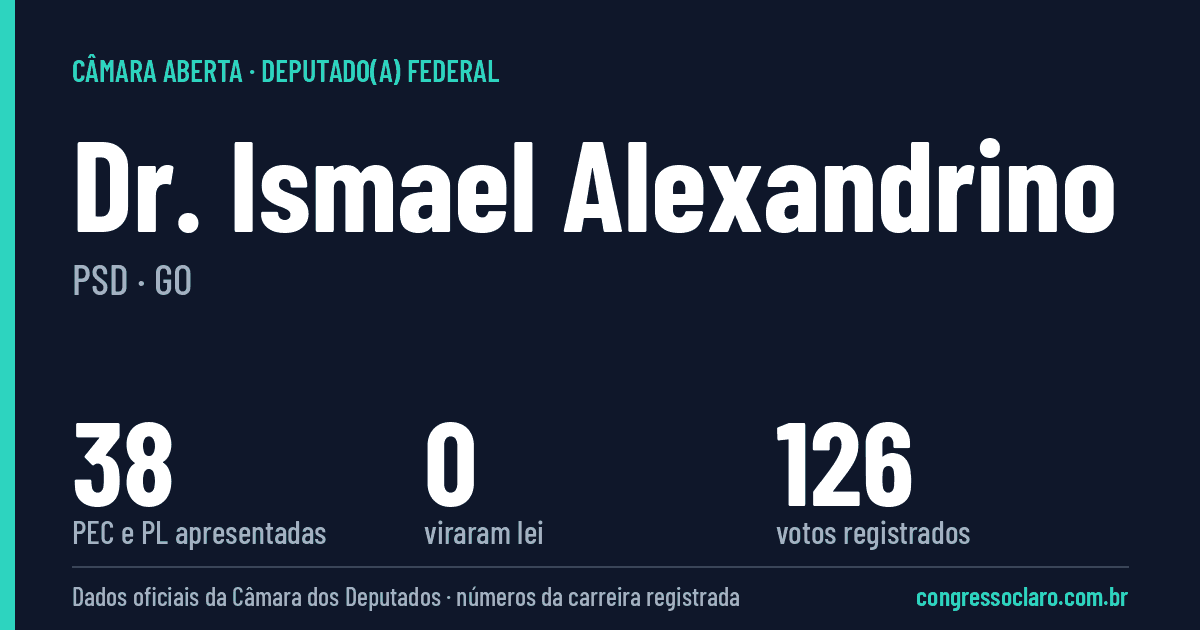 CÂMARA ABERTA · DEPUTADO(A) FEDERAL
Dr. Ismael Alexandrino
PSD · GO
38 0 126
PEC e PL apresentadas viraram lei votos registrados
Dados oficiais da Câmara dos Deputados · números da carreira registrada congressoclaro.com.br